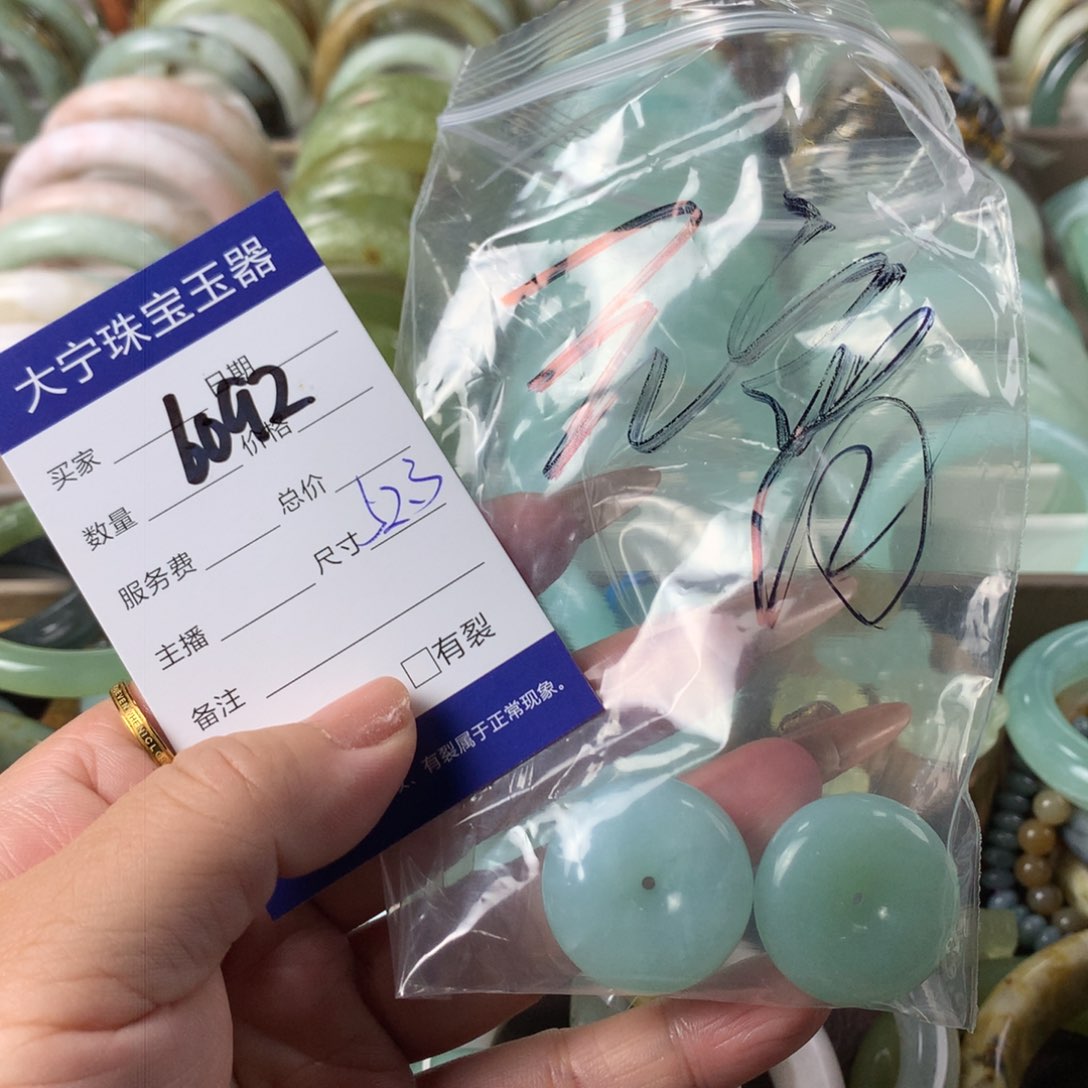 大宁珠宝玉器
日期
6092
买家
价格
数量
总价
523
服务费
尺寸
主播
备注
□有裂
有裂属于正常现象。